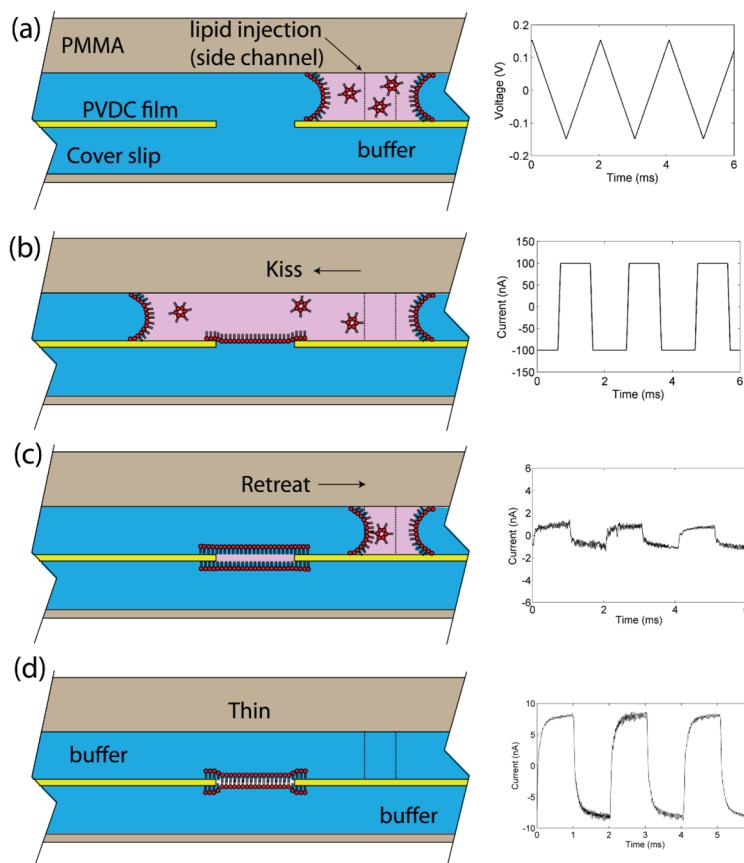 (a)
PMMA
lipid injection
(side channel)
PVDC film
Cover slip
buffer
Voltage (V)
0.2
0.1
0
-0.1
-0.2
0
2
4
6
Time (ms)
(b)
Kiss
Current (nA)
150
100
50
0
-50
-100
-150
0
2
4
6
Time (ms)
(c)
Retreat
Current (nA)
6
4
2
0
-2
-4
-6
0
2
4
6
Time (ms)
(d)
Thin
buffer
buffer
Current (nA)
10
5
0
-5
-10
0
1
2
3
4
5
Time (ms)